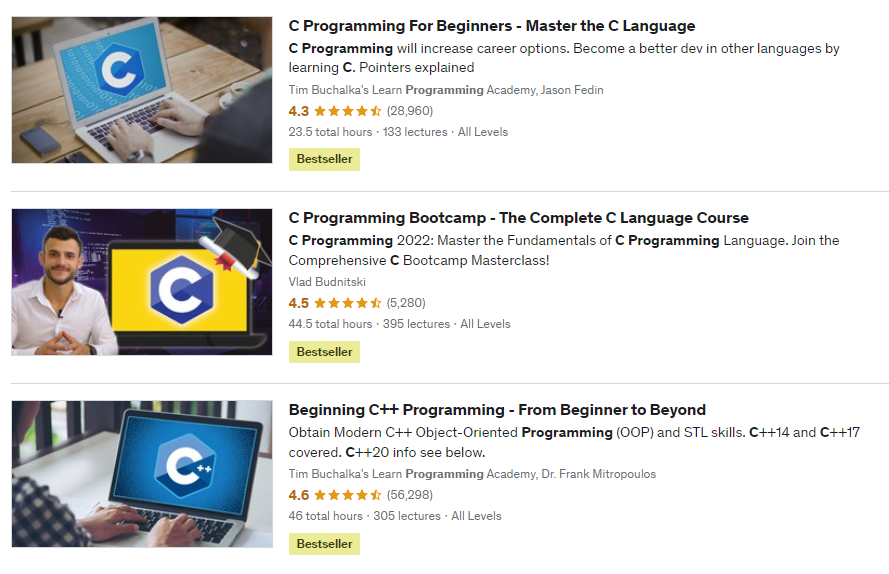 C Programming For Beginners - Master the C Language
C Programming will increase career options. Become a better dev in other languages by
learning C. Pointers explained
Tim Buchalka's Learn Programming Academy, Jason Fedin
4.3 (28,960)
23.5 total hours · 133 lectures · All Levels
Bestseller
C
C Programming Bootcamp - The Complete C Language Course
C Programming 2022: Master the Fundamentals of C Programming Language. Join the
Comprehensive C Bootcamp Masterclass!
Vlad Budnitski
4.5 (5,280)
44.5 total hours · 395 lectures · All Levels
Bestseller
C
Beginning C++ Programming - From Beginner to Beyond
Obtain Modern C++ Object-Oriented Programming (OOP) and STL skills. C++14 and C++17
covered. C++20 info see below.
Tim Buchalka's Learn Programming Academy, Dr. Frank Mitropoulos
4.6 (56,298)
46 total hours · 305 lectures · All Levels
Bestseller
C++